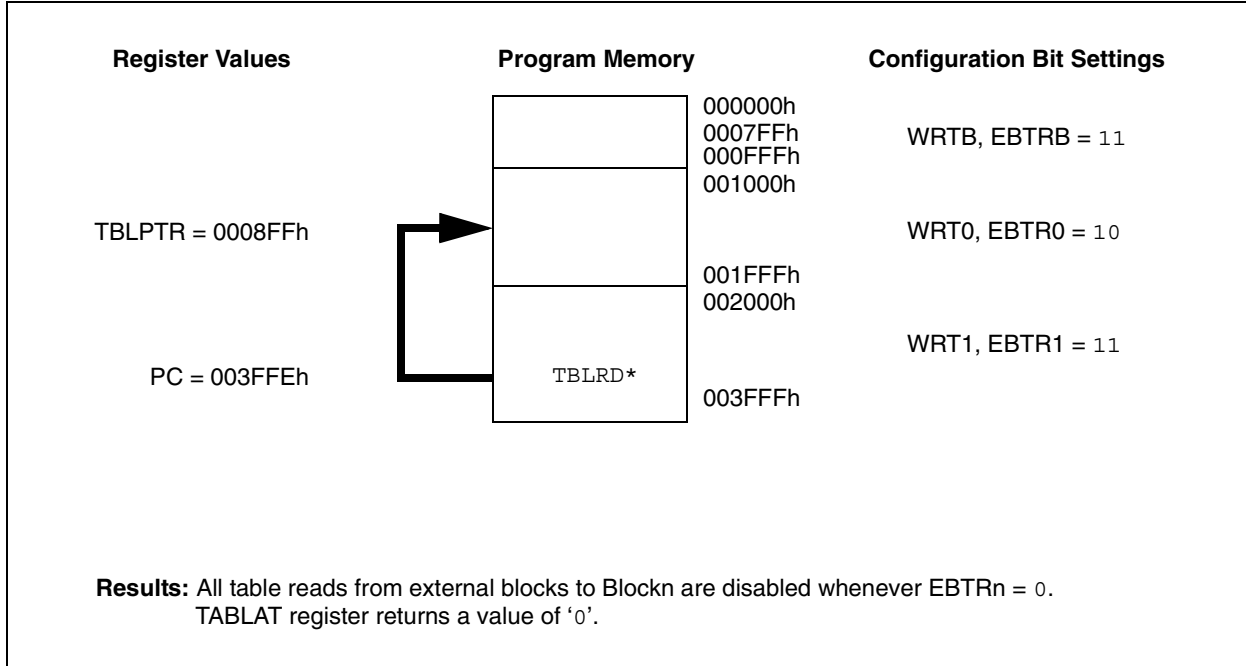 Register Values Program Memory Configuration Bit Settings
000000h
0007FFh
WRTB, EBTRB = 11
000FFFh
001000h
TBLPTR = 0008FFh WRT0, EBTR0 = 10
001FFFh
002000h
WRT1, EBTR1 = 11
PC = 003FFEh TBLRD*
003FFFh
Results: All table reads from external blocks to Blockn are disabled whenever EBTRn = 0.
TABLAT register returns a value of ‘0’.